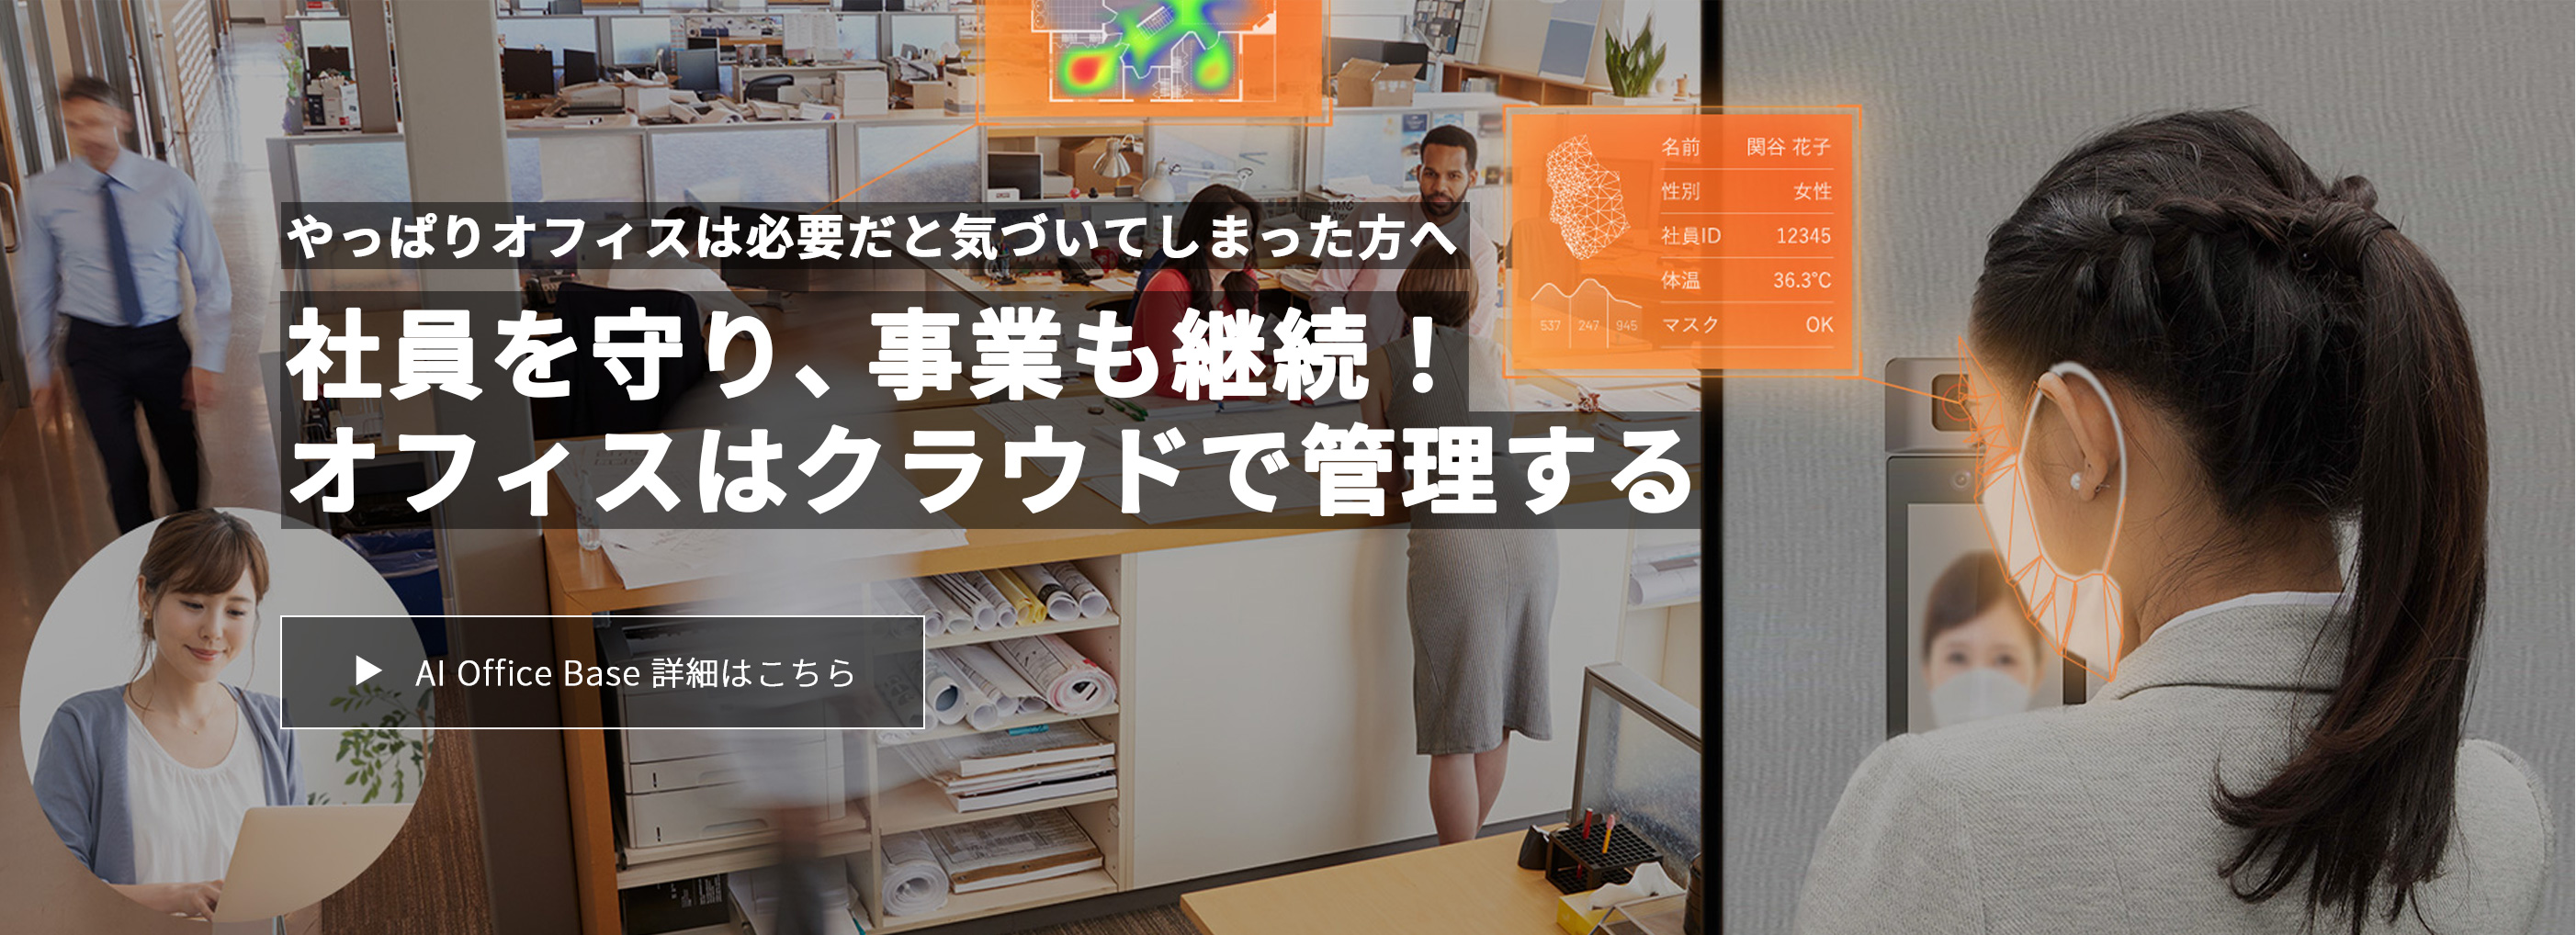 やっぱりオフィスは必要だと気づいてしまった方へ
社員を守り、事業も継続！
オフィスはクラウドで管理する
▶ AI Office Base 詳細はこちら
名前 関谷 花子
性別 女性
社員ID 12345
体温 36.3℃
マスク OK
537 247 945